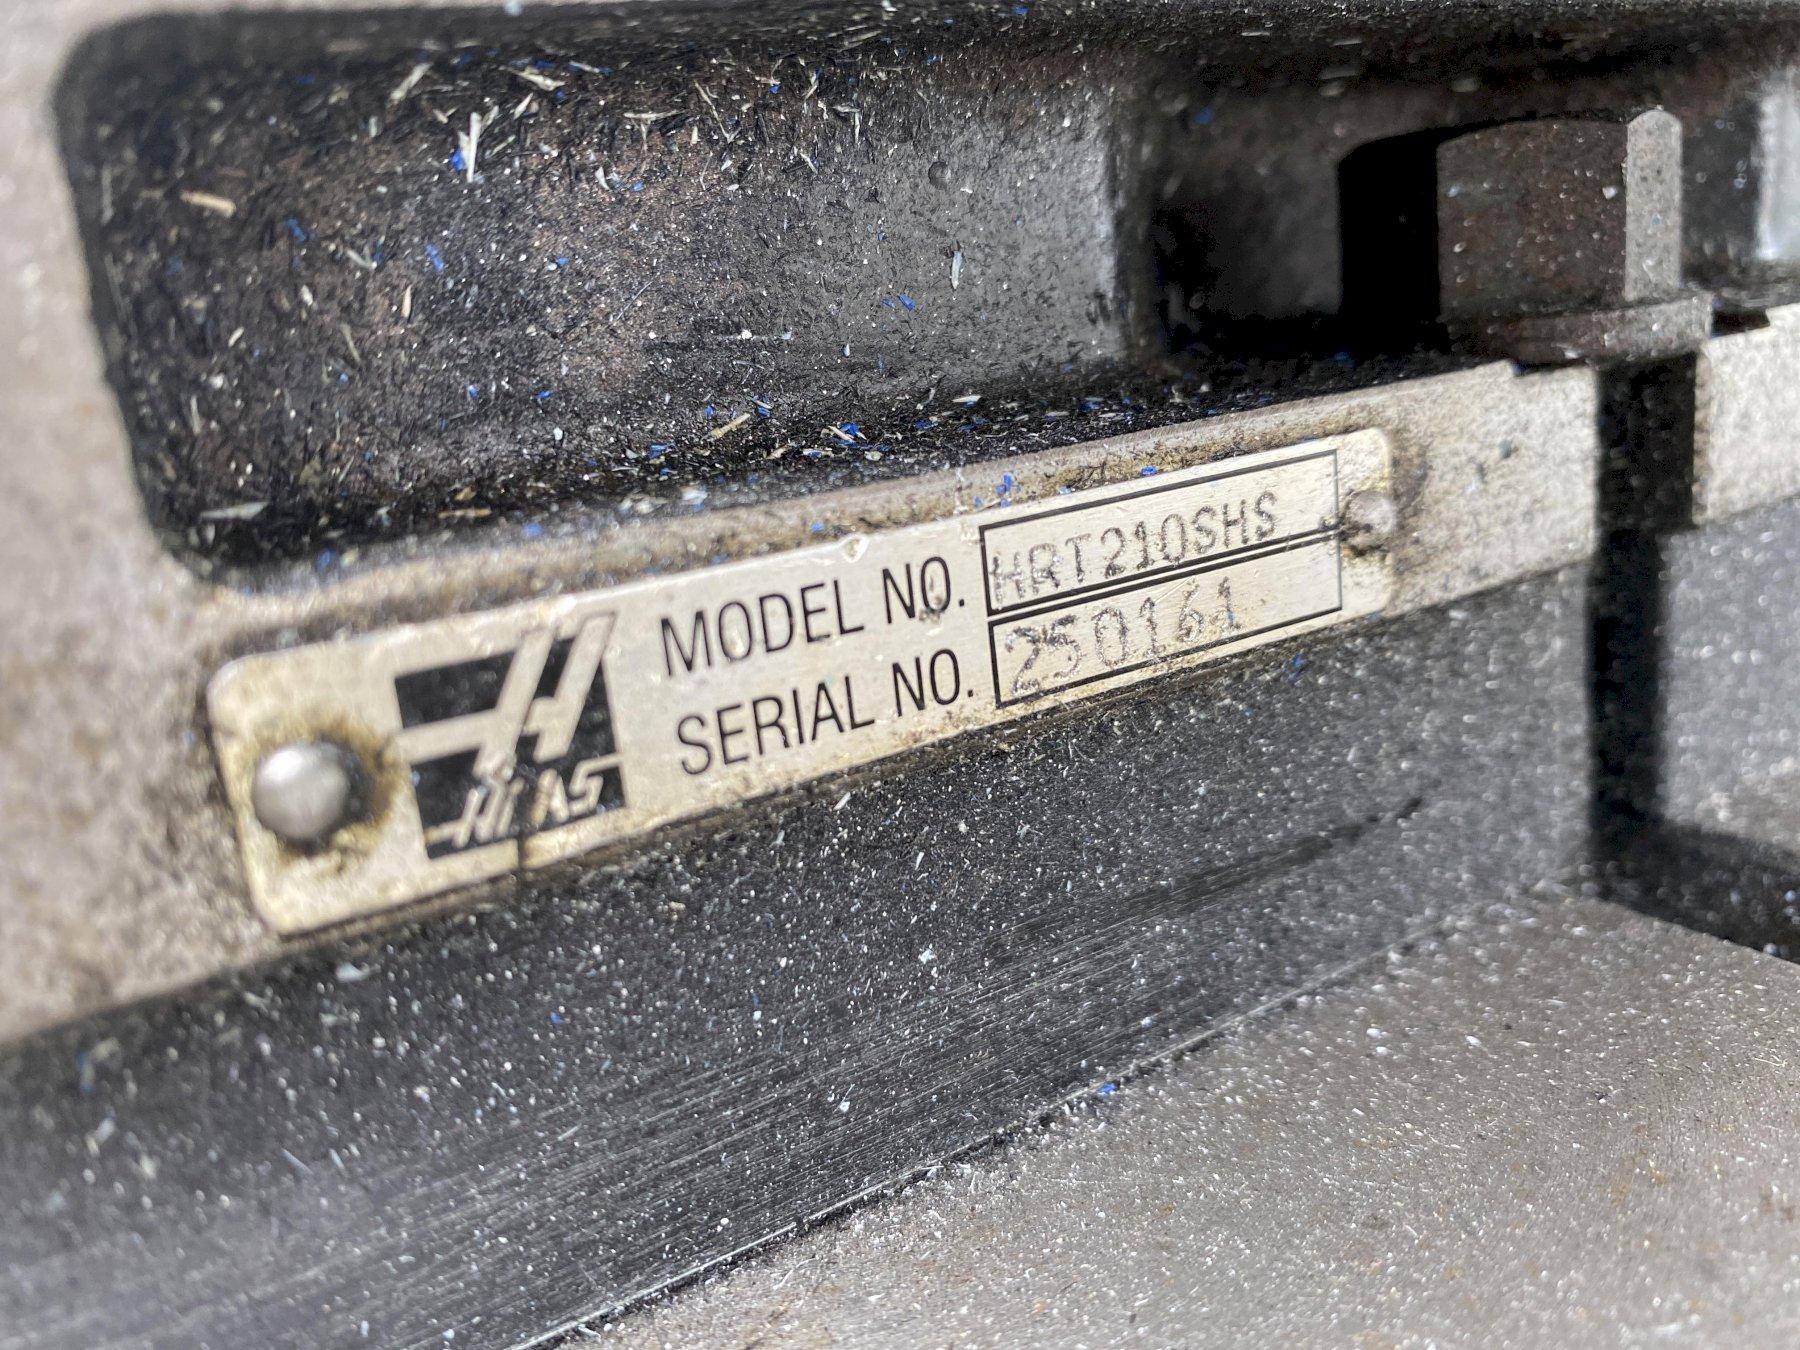 MODEL NO. HRT210SHS
SERIAL NO. 250161
HAAS